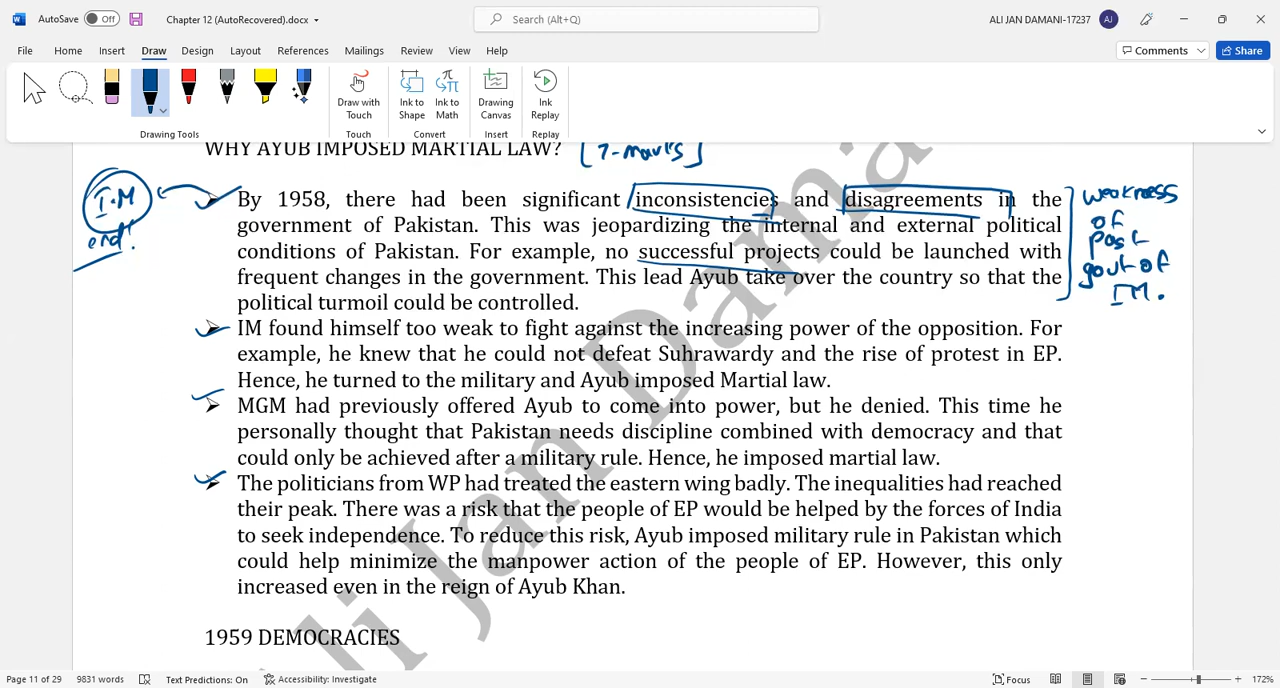 AutoSave Off Chapter 12 (AutoRecovered).docx Search (Alt+Q) ALI JAN DAMANI-17237 AJ
File Home Insert Draw Design Layout References Mailings Review View Help Comments Share
Draw with Touch Ink to Shape Ink to Math Drawing Canvas Ink Replay
Drawing Tools Touch Convert Insert Replay
WHY AYUB IMPOSED MARTIAL LAW? [7-marks]
I.M
end!
By 1958, there had been significant inconsistencies and disagreements in the
government of Pakistan. This was jeopardizing the internal and external political
conditions of Pakistan. For example, no successful projects could be launched with
frequent changes in the government. This lead Ayub take over the country so that the
political turmoil could be controlled.
weakness
of
past
govt of
IM.
IM found himself too weak to fight against the increasing power of the opposition. For
example, he knew that he could not defeat Suhrawardy and the rise of protest in EP.
Hence, he turned to the military and Ayub imposed Martial law.
MGM had previously offered Ayub to come into power, but he denied. This time he
personally thought that Pakistan needs discipline combined with democracy and that
could only be achieved after a military rule. Hence, he imposed martial law.
The politicians from WP had treated the eastern wing badly. The inequalities had reached
their peak. There was a risk that the people of EP would be helped by the forces of India
to seek independence. To reduce this risk, Ayub imposed military rule in Pakistan which
could help minimize the manpower action of the people of EP. However, this only
increased even in the reign of Ayub Khan.
1959 DEMOCRACIES
Ali Jan Damani
Page 11 of 29 9831 words Text Predictions: On Accessibility: Investigate Focus 172%